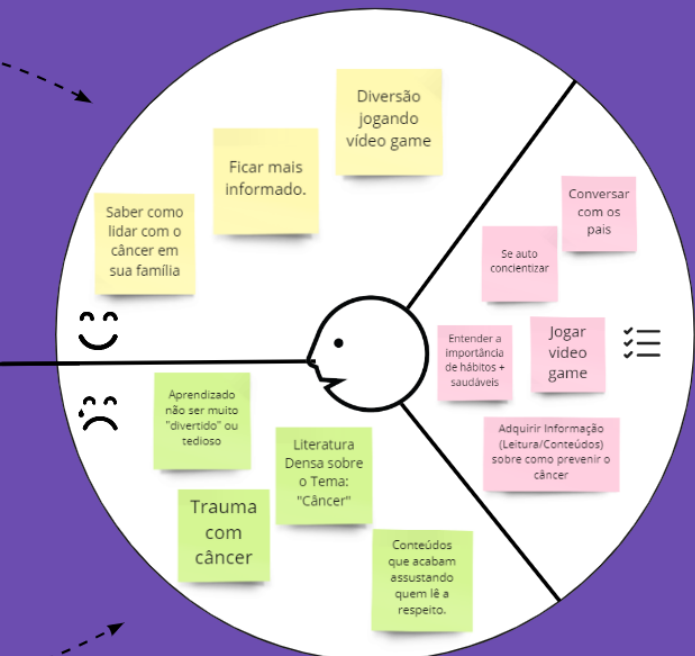 Diversão
jogando
vídeo game
Ficar mais
informado.
Saber como
lidar com o
câncer em
sua família
Conversar
com os
pais
Se auto
concientizar
Entender a
importância
de hábitos +
saudáveis
Jogar
video
game
Adquirir Informação
(Leitura/Conteúdos)
sobre como prevenir o
câncer
Aprendizado
não ser muito
"divertido" ou
tedioso
Literatura
Densa sobre
o Tema:
"Câncer"
Trauma
com
câncer
Conteúdos
que acabam
assustando
quem lê a
respeito.